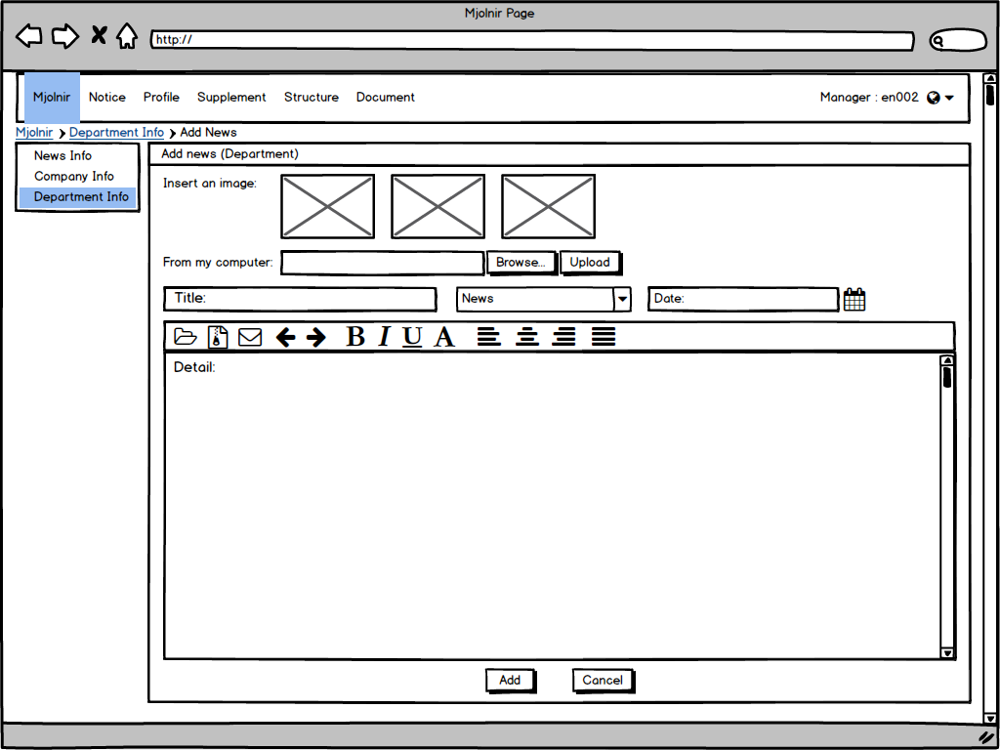 Mjolnir Page
http://
Mjolnir Notice Profile Supplement Structure Document Manager : en002
Mjolnir Department Info Add News
News Info
Company Info
Department Info
Add news (Department)
Insert an image:
From my computer: Browse... Upload
Title: News Date:
B I U A
Detail:
Add Cancel